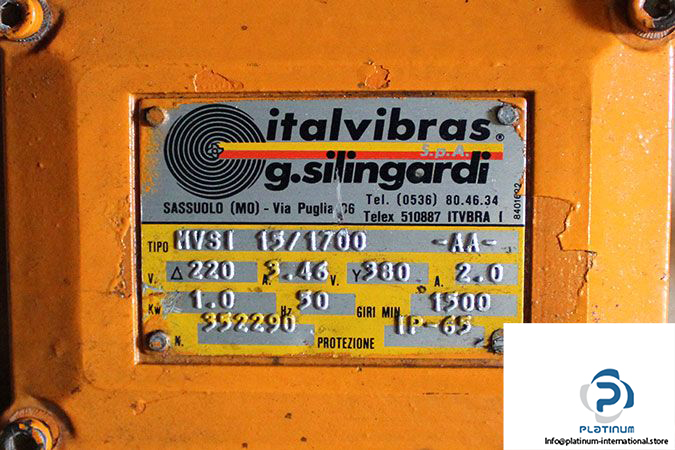 italvibras®
S.p.A.
g.silingardi
SASSUOLO (MO) - Via Puglia 36 Tel. (0536) 80.46.34
Telex 510887 ITVBRA I
TIPO MVSI 15/1700 -AA-
V. Δ 220 A. 3.46 V. Y 380 A. 2.0
Kw 1.0 Hz 50 GIRI MIN. 1500
N. 352290 PROTEZIONE IP-65
PLATINUM
Info@platinum-international.store